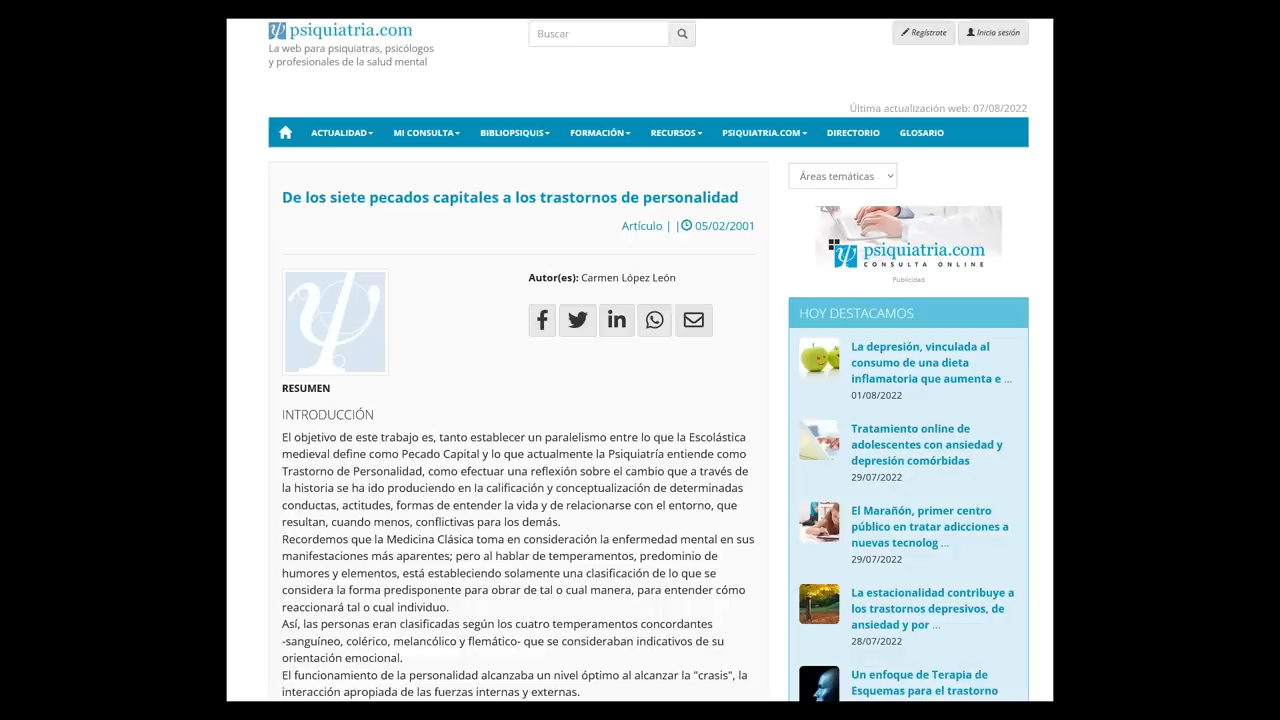 psiquiatria.com
La web para psiquiatras, psicólogos
y profesionales de la salud mental
Buscar
Regístrate
Inicia sesión
Última actualización web: 07/08/2022
ACTUALIDAD
MI CONSULTA
BIBLIOPSIQUIS
FORMACIÓN
RECURSOS
PSIQUIATRIA.COM
DIRECTORIO
GLOSARIO
De los siete pecados capitales a los trastornos de personalidad
Artículo | | 05/02/2001
Autor(es): Carmen López León
RESUMEN
INTRODUCCIÓN
El objetivo de este trabajo es, tanto establecer un paralelismo entre lo que la Escolástica
medieval define como Pecado Capital y lo que actualmente la Psiquiatría entiende como
Trastorno de Personalidad, como efectuar una reflexión sobre el cambio que a través de
la historia se ha ido produciendo en la calificación y conceptualización de determinadas
conductas, actitudes, formas de entender la vida y de relacionarse con el entorno, que
resultan, cuando menos, conflictivas para los demás.
Recordemos que la Medicina Clásica toma en consideración la enfermedad mental en sus
manifestaciones más aparentes; pero al hablar de temperamentos, predominio de
humores y elementos, está estableciendo solamente una clasificación de lo que se
considera la forma predisponente para obrar de tal o cual manera, para entender cómo
reaccionará tal o cual individuo.
Así, las personas eran clasificadas según los cuatro temperamentos concordantes
-sanguíneo, colérico, melancólico y flemático- que se consideraban indicativos de su
orientación emocional.
El funcionamiento de la personalidad alcanzaba un nivel óptimo al alcanzar la "crasis", la
interacción apropiada de las fuerzas internas y externas.
Áreas temáticas
psiquiatria.com
CONSULTA ONLINE
Publicidad
HOY DESTACAMOS
La depresión, vinculada al
consumo de una dieta
inflamatoria que aumenta e ...
01/08/2022
Tratamiento online de
adolescentes con ansiedad y
depresión comórbidas
29/07/2022
El Marañón, primer centro
público en tratar adicciones a
nuevas tecnolog ...
29/07/2022
La estacionalidad contribuye a
los trastornos depresivos, de
ansiedad y por ...
28/07/2022
Un enfoque de Terapia de
Esquemas para el trastorno